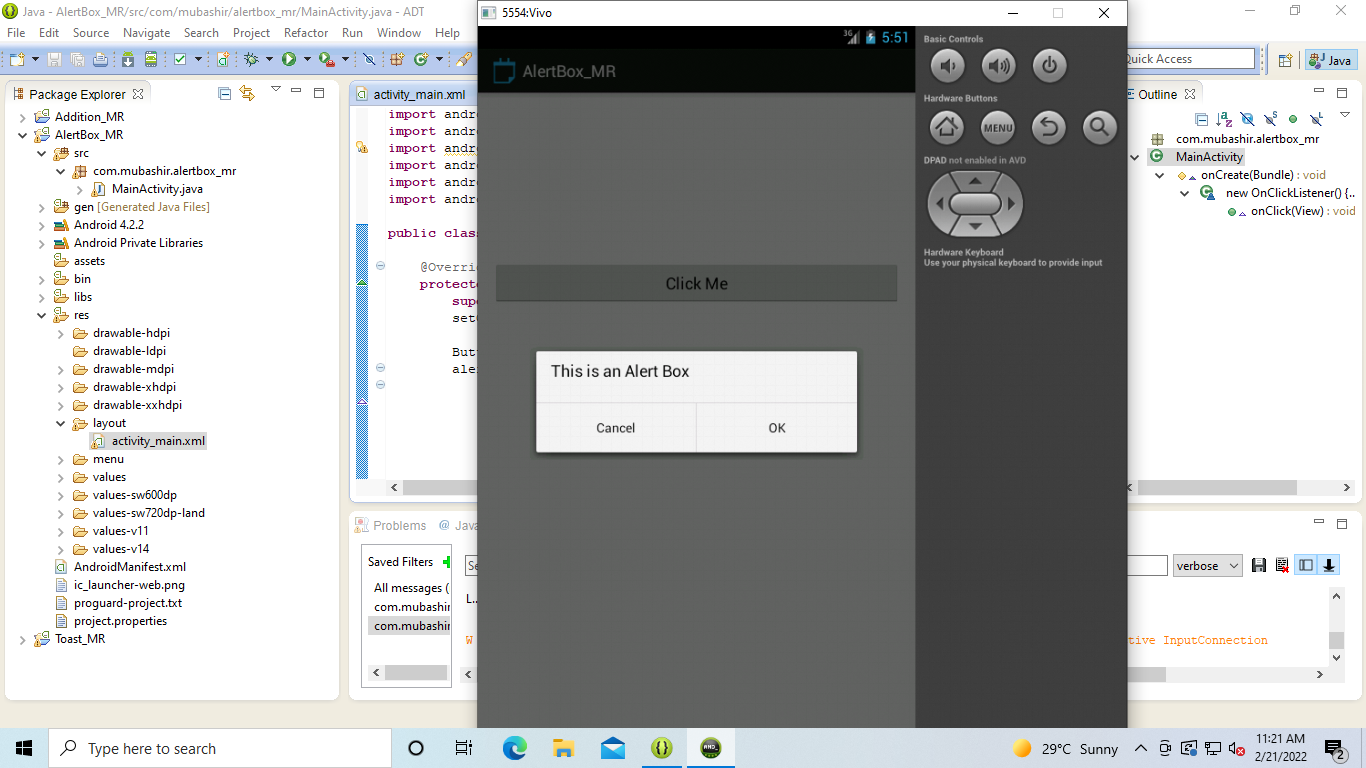 Java - AlertBox_MR/src/com/mubashir/alertbox_mr/MainActivity.java - ADT
File Edit Source Navigate Search Project Refactor Run Window Help
Quick Access
Java
Package Explorer
Addition_MR
AlertBox_MR
src
com.mubashir.alertbox_mr
MainActivity.java
gen [Generated Java Files]
Android 4.2.2
Android Private Libraries
assets
bin
libs
res
drawable-hdpi
drawable-ldpi
drawable-mdpi
drawable-xhdpi
drawable-xxhdpi
layout
activity_main.xml
menu
values
values-sw600dp
values-sw720dp-land
values-v11
values-v14
AndroidManifest.xml
ic_launcher-web.png
proguard-project.txt
project.properties
Toast_MR
activity_main.xml
import andr
import andr
import andr
import andr
import andr
import andr
public class
@Overri
protecte
supe
set
But
ale
5554:Vivo
3G 5:51
AlertBox_MR
Click Me
This is an Alert Box
Cancel OK
Basic Controls
Hardware Buttons
MENU
DPAD not enabled in AVD
Hardware Keyboard
Use your physical keyboard to provide input
Outline
com.mubashir.alertbox_mr
MainActivity
onCreate(Bundle) : void
new OnClickListener() {..
onClick(View) : void
Problems @ Java
Saved Filters
All messages (
com.mubashir
com.mubashir
Se
L..
W
verbose
tive InputConnection
Type here to search
29°C Sunny
11:21 AM
2/21/2022
2